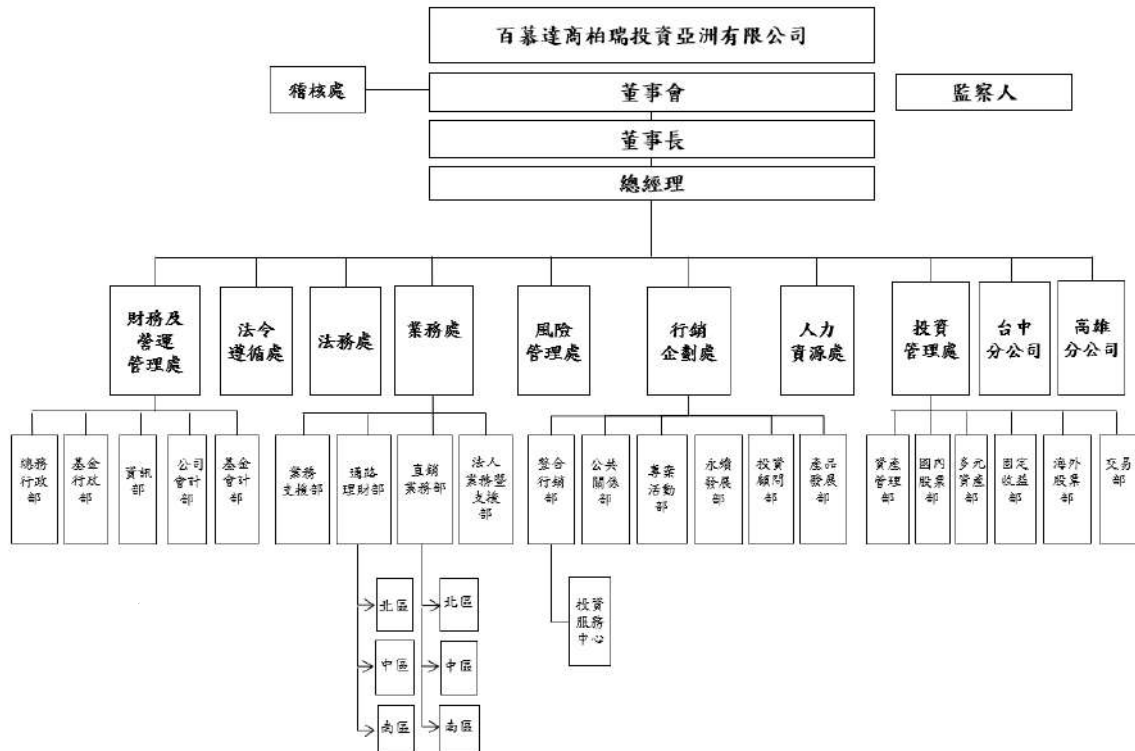 百慕達商柏瑞投資亞洲有限公司
稽核處
董事會
監察人
董事長
總經理
財務及
營運
管理處
法令
遵循處
法務處
業務處
風險
管理處
行銷
企劃處
人力
資源處
投資
管理處
台中
分公司
高雄
分公司
總務
行政
部
基金
行政部
資訊
部
公司
會計部
基金
會計部
業務
支援部
通路
理財部
直銷
業務部
法人
業務暨
支援
部
整合
行銷部
公共
關係部
專案
活動
部
永續
發展
部
投資
顧問
部
產品
發展
部
資產
管理部
國內
股票
部
多元
資產
部
固定
收益
部
海外
股票
部
交易
部
北區
中區
南區
北區
中區
南區
投資
服務
中心